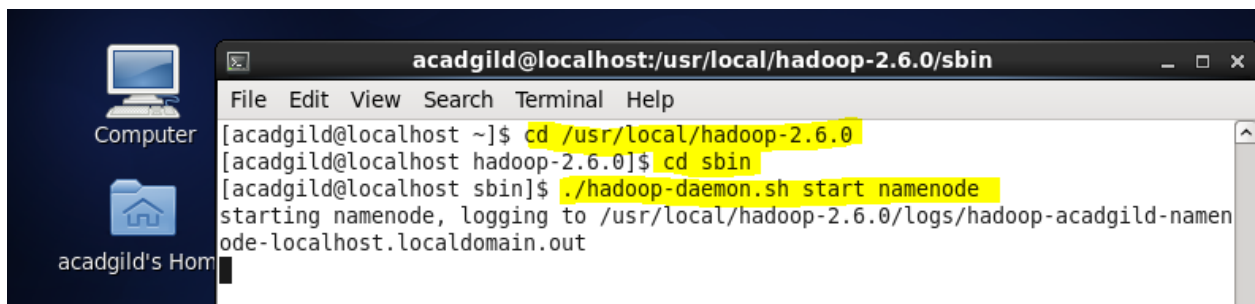 acadgild@localhost:/usr/local/hadoop-2.6.0/sbin
File Edit View Search Terminal Help
Computer
[acadgild@localhost ~]$ cd /usr/local/hadoop-2.6.0
[acadgild@localhost hadoop-2.6.0]$ cd sbin
[acadgild@localhost sbin]$ ./hadoop-daemon.sh start namenode
starting namenode, logging to /usr/local/hadoop-2.6.0/logs/hadoop-acadgild-namen
ode-localhost.localdomain.out
acadgild's Hom